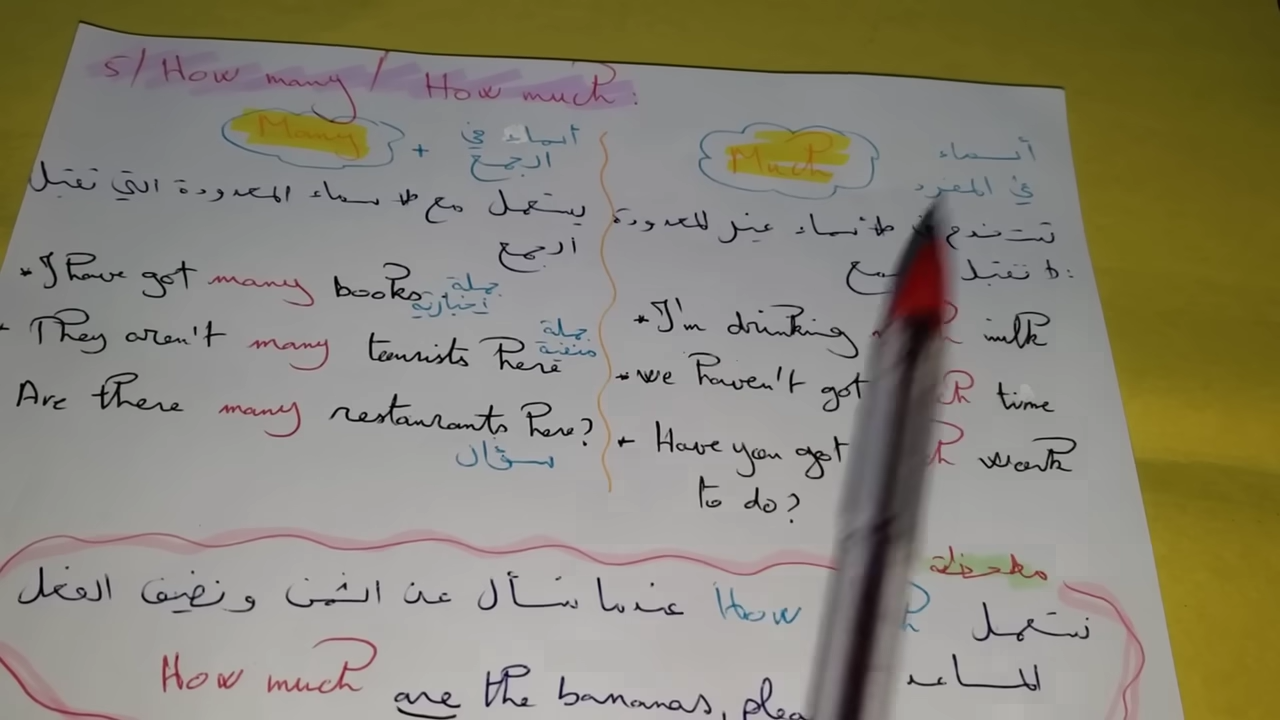 5/ How many / How much:
Many + أسماء في
الجمع
يستعمل مع الأسماء المعدودة التي تقبل
الجمع
* I have got many books جملة
إخبارية
They aren't many tourists here جملة
منفية
Are there many restaurants here?
سؤال
Much أسماء
في المفرد
تستخدم الأسماء غير المعدودة
لا تقبل
* I'm drinking milk
* we haven't got time
* Have you got work
to do?
ملاحظة
نستعمل How عندما نسأل عن الثمن ونضيف الفعل
المساعد
How much are the bananas,